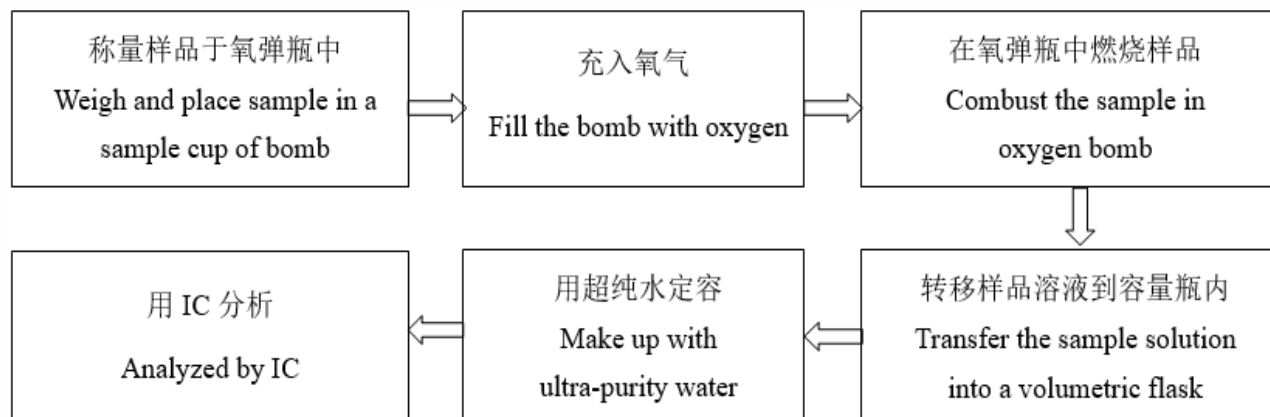 称量样品于氧弹瓶中
Weigh and place sample in a
sample cup of bomb
充入氧气
Fill the bomb with oxygen
在氧弹瓶中燃烧样品
Combust the sample in
oxygen bomb
转移样品溶液到容量瓶内
Transfer the sample solution
into a volumetric flask
用超纯水定容
Make up with
ultra-purity water
用 IC 分析
Analyzed by IC